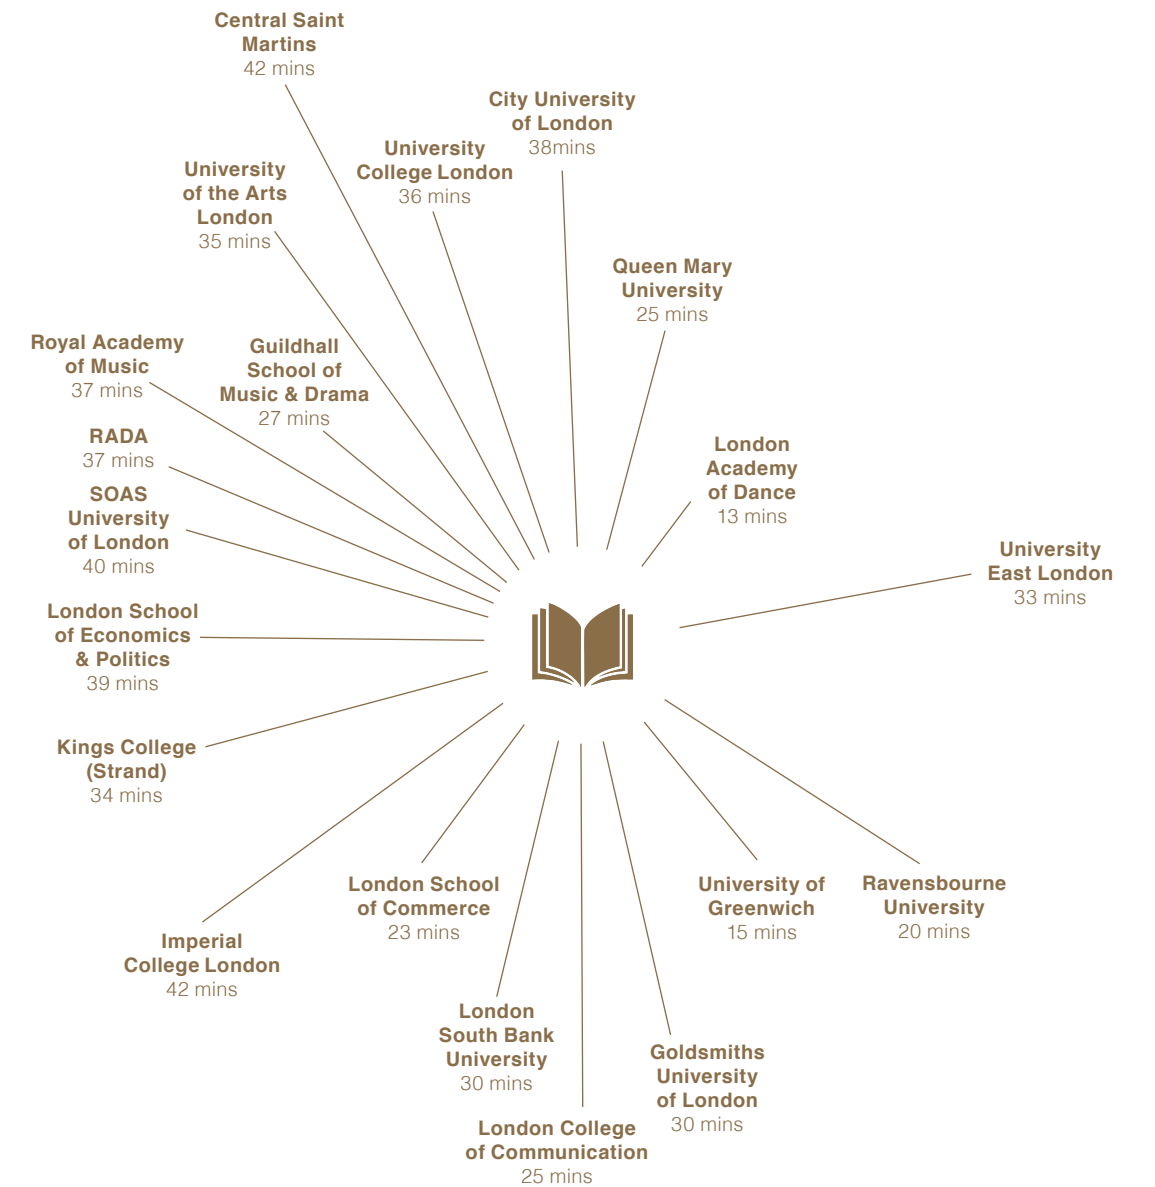 Central Saint
Martins
42 mins
City University
of London
38mins
University
College London
36 mins
University
of the Arts
London
35 mins
Queen Mary
University
25 mins
Royal Academy
of Music
37 mins
Guildhall
School of
Music & Drama
27 mins
RADA
37 mins
London
Academy
of Dance
13 mins
SOAS
University
of London
40 mins
University
East London
33 mins
London School
of Economics
& Politics
39 mins
Kings College
(Strand)
34 mins
London School
of Commerce
23 mins
University of
Greenwich
15 mins
Ravensbourne
University
20 mins
Imperial
College London
42 mins
London
South Bank
University
30 mins
Goldsmiths
University
of London
30 mins
London College
of Communication
25 mins